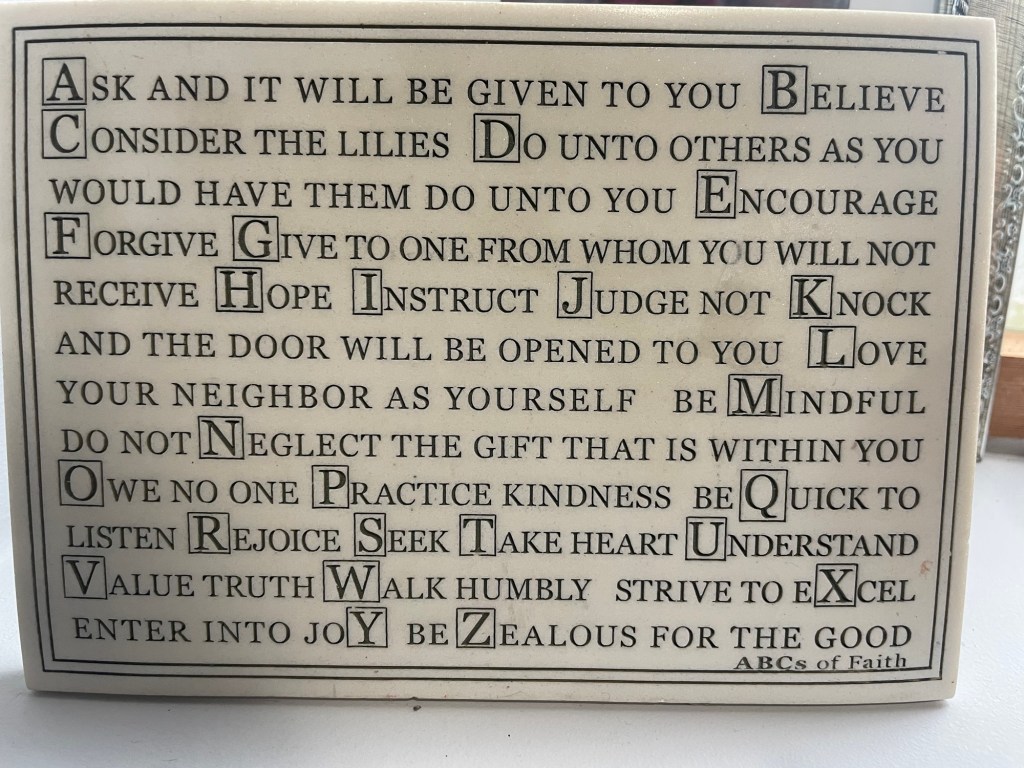 ASK AND IT WILL BE GIVEN TO YOU BELIEVE
CONSIDER THE LILIES DO UNTO OTHERS AS YOU
WOULD HAVE THEM DO UNTO YOU ENCOURAGE
FORGIVE GIVE TO ONE FROM WHOM YOU WILL NOT
RECEIVE HOPE INSTRUCT JUDGE NOT KNOCK
AND THE DOOR WILL BE OPENED TO YOU LOVE
YOUR NEIGHBOR AS YOURSELF BE MINDFUL
DO NOT NEGLECT THE GIFT THAT IS WITHIN YOU
OWE NO ONE PRACTICE KINDNESS BE QUICK TO
LISTEN REJOICE SEEK TAKE HEART UNDERSTAND
VALUE TRUTH WALK HUMBLY STRIVE TO EXCEL
ENTER INTO JOY BE ZEALOUS FOR THE GOOD
ABCs of Faith